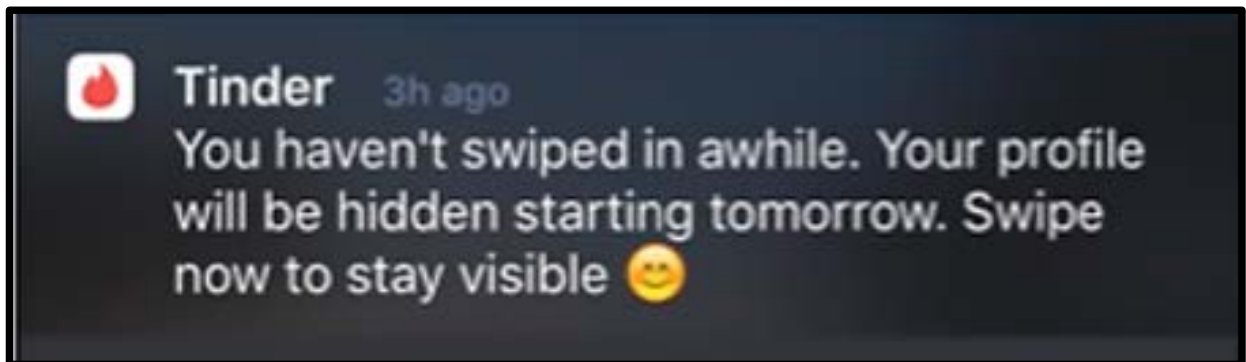 Tinder 3h ago
You haven't swiped in awhile. Your profile
will be hidden starting tomorrow. Swipe
now to stay visible 😊